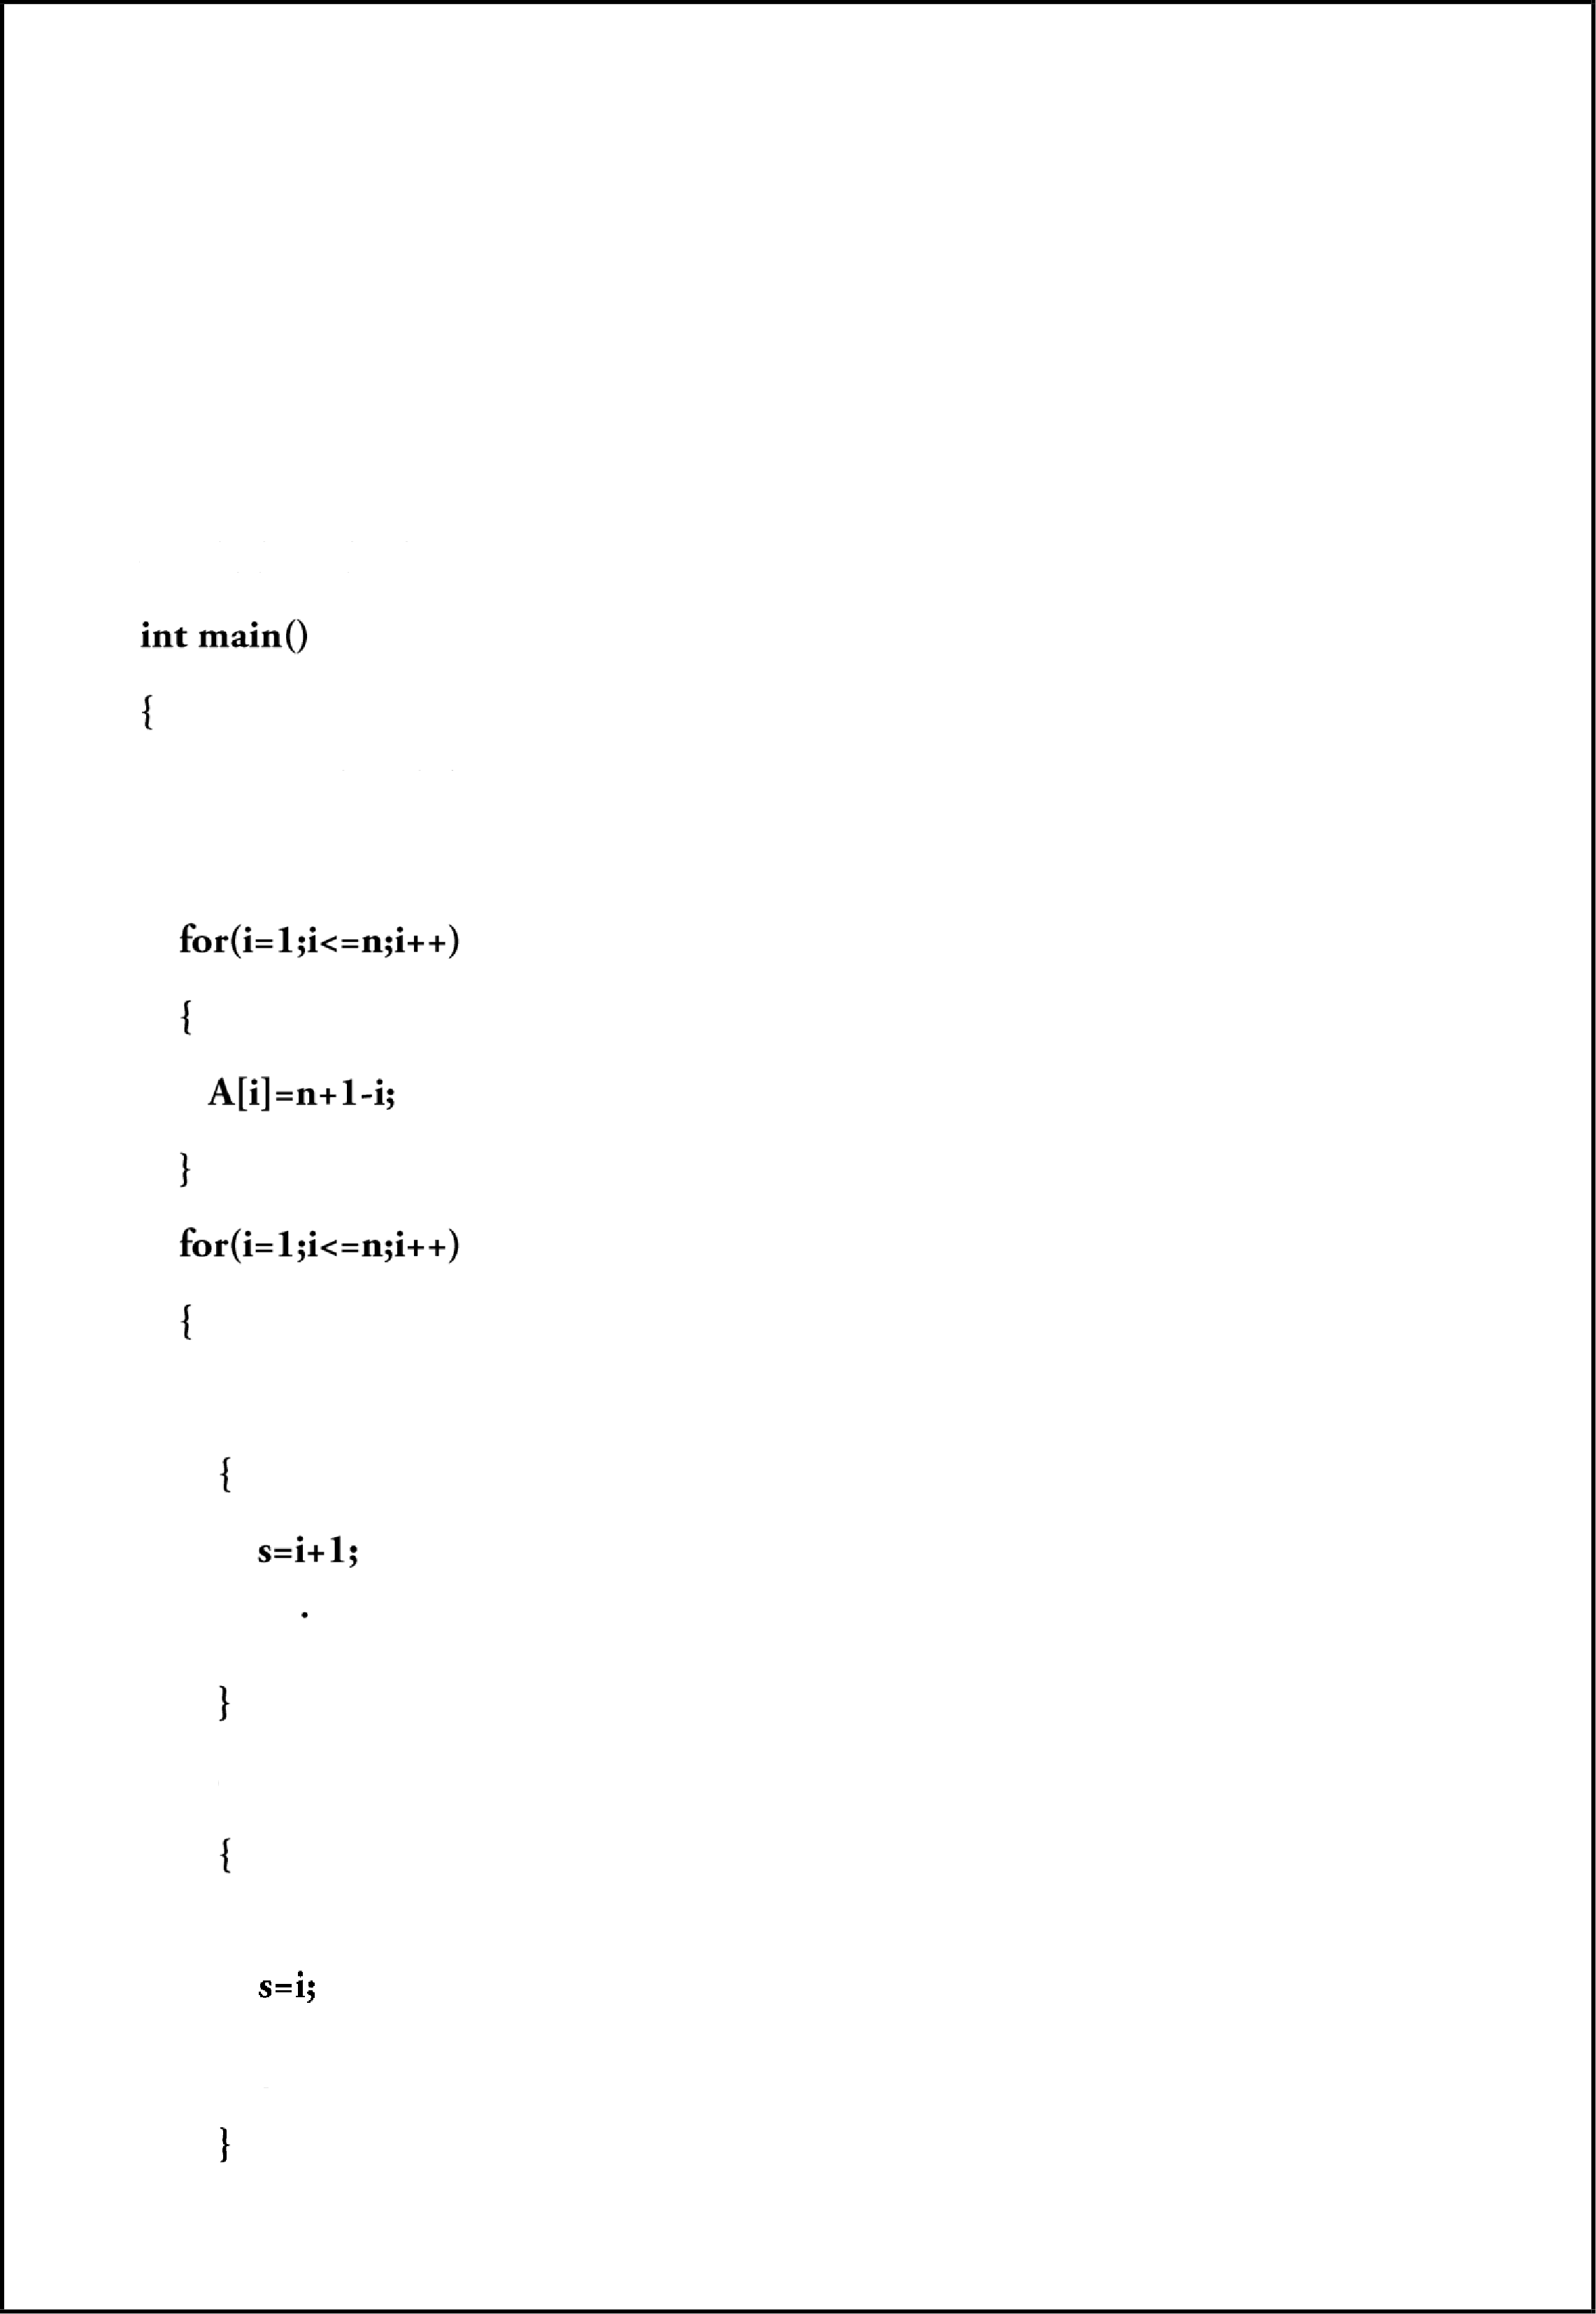 int main()
{
for(i=1;i<=n;i++)
{
A[i]=n+1-i;
}
for(i=1;i<=n;i++)
{
{
s=i+1;
}
{
s=i;
}